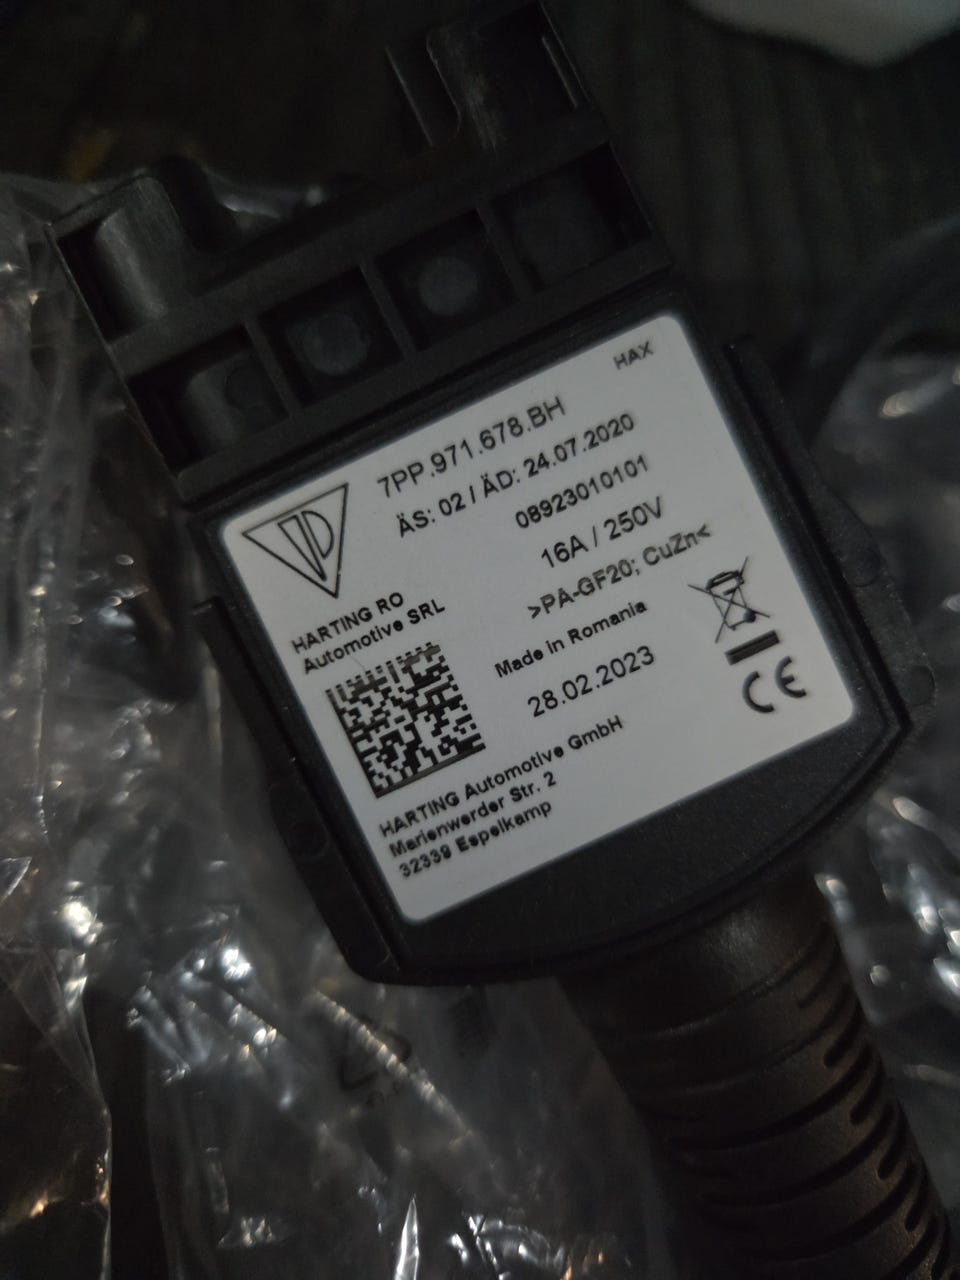 HAX
7PP.971.678.BH
ÄS: 02 / ÄD: 24.07.2020
08923010101
16A / 250V
>PA-GF20; CuZn<
HARTING RO
Automotive SRL
Made in Romania
28.02.2023
CE
HARTING Automotive GmbH
Marienwerder Str. 2
32339 Espelkamp